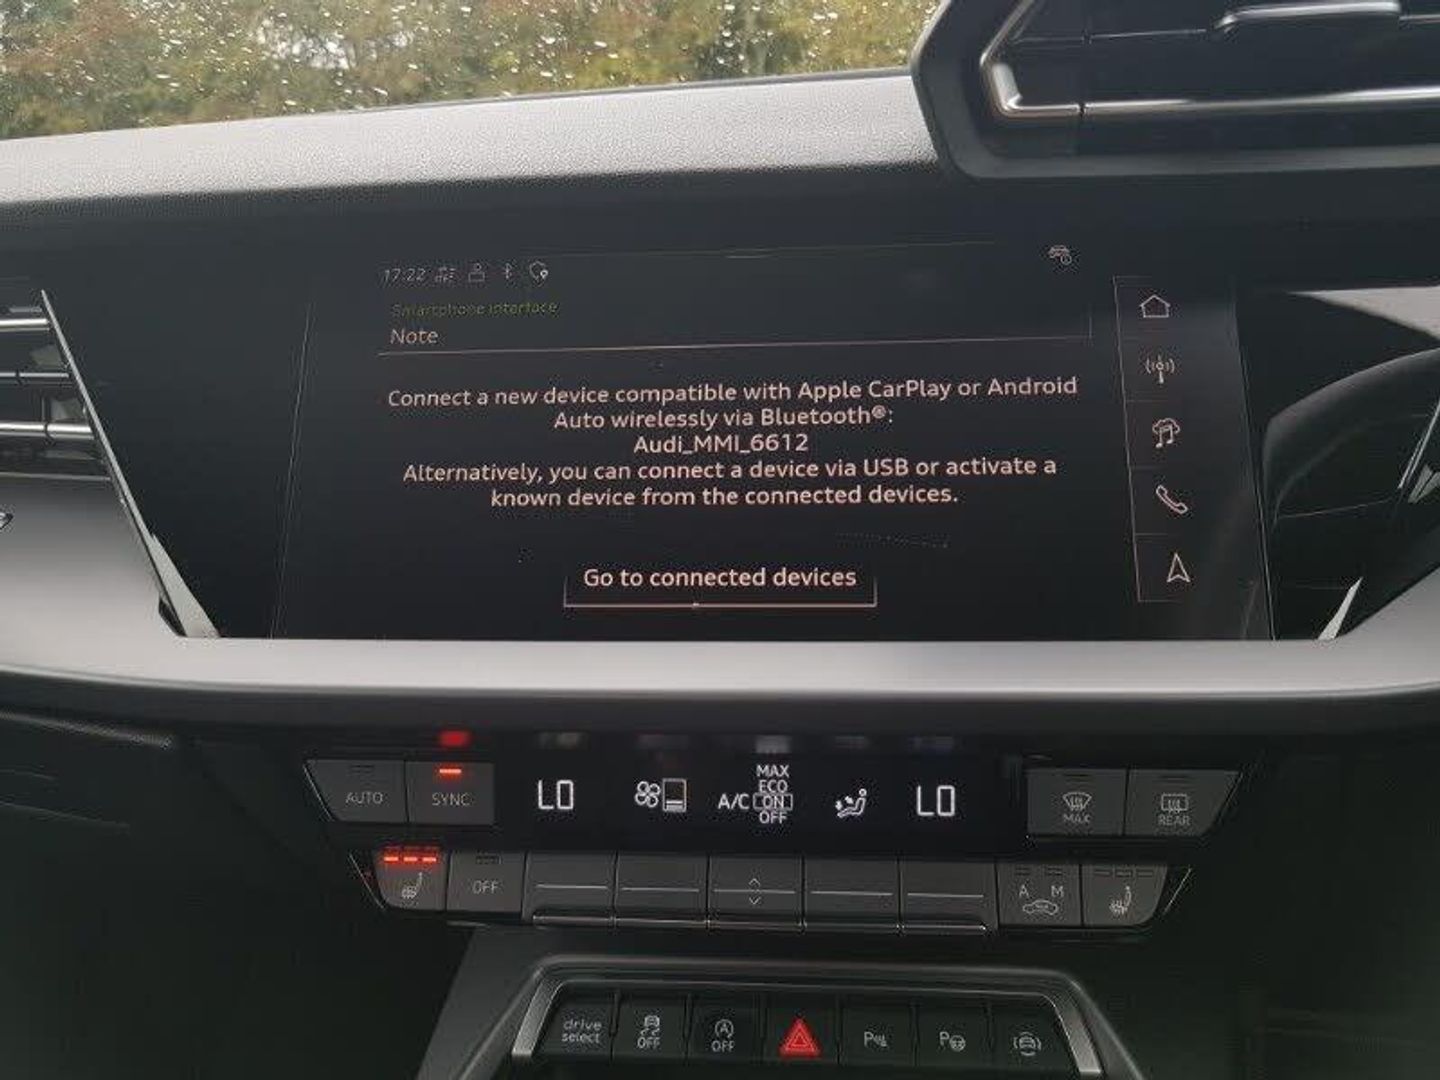 17:22
Smartphone interface
Note
Connect a new device compatible with Apple CarPlay or Android
Auto wirelessly via Bluetooth®:
Audi_MMI_6612
Alternatively, you can connect a device via USB or activate a
known device from the connected devices.
Go to connected devices
AUTO
SYNC
LO
A/C
MAX
ECO
ON
OFF
LO
MAX
REAR
OFF
A M
drive
select
OFF
A
OFF
P
P